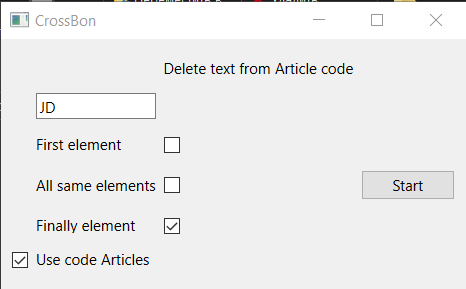 CrossBon
Delete text from Article code
JD
First element
All same elements
Start
Finally element
Use code Articles